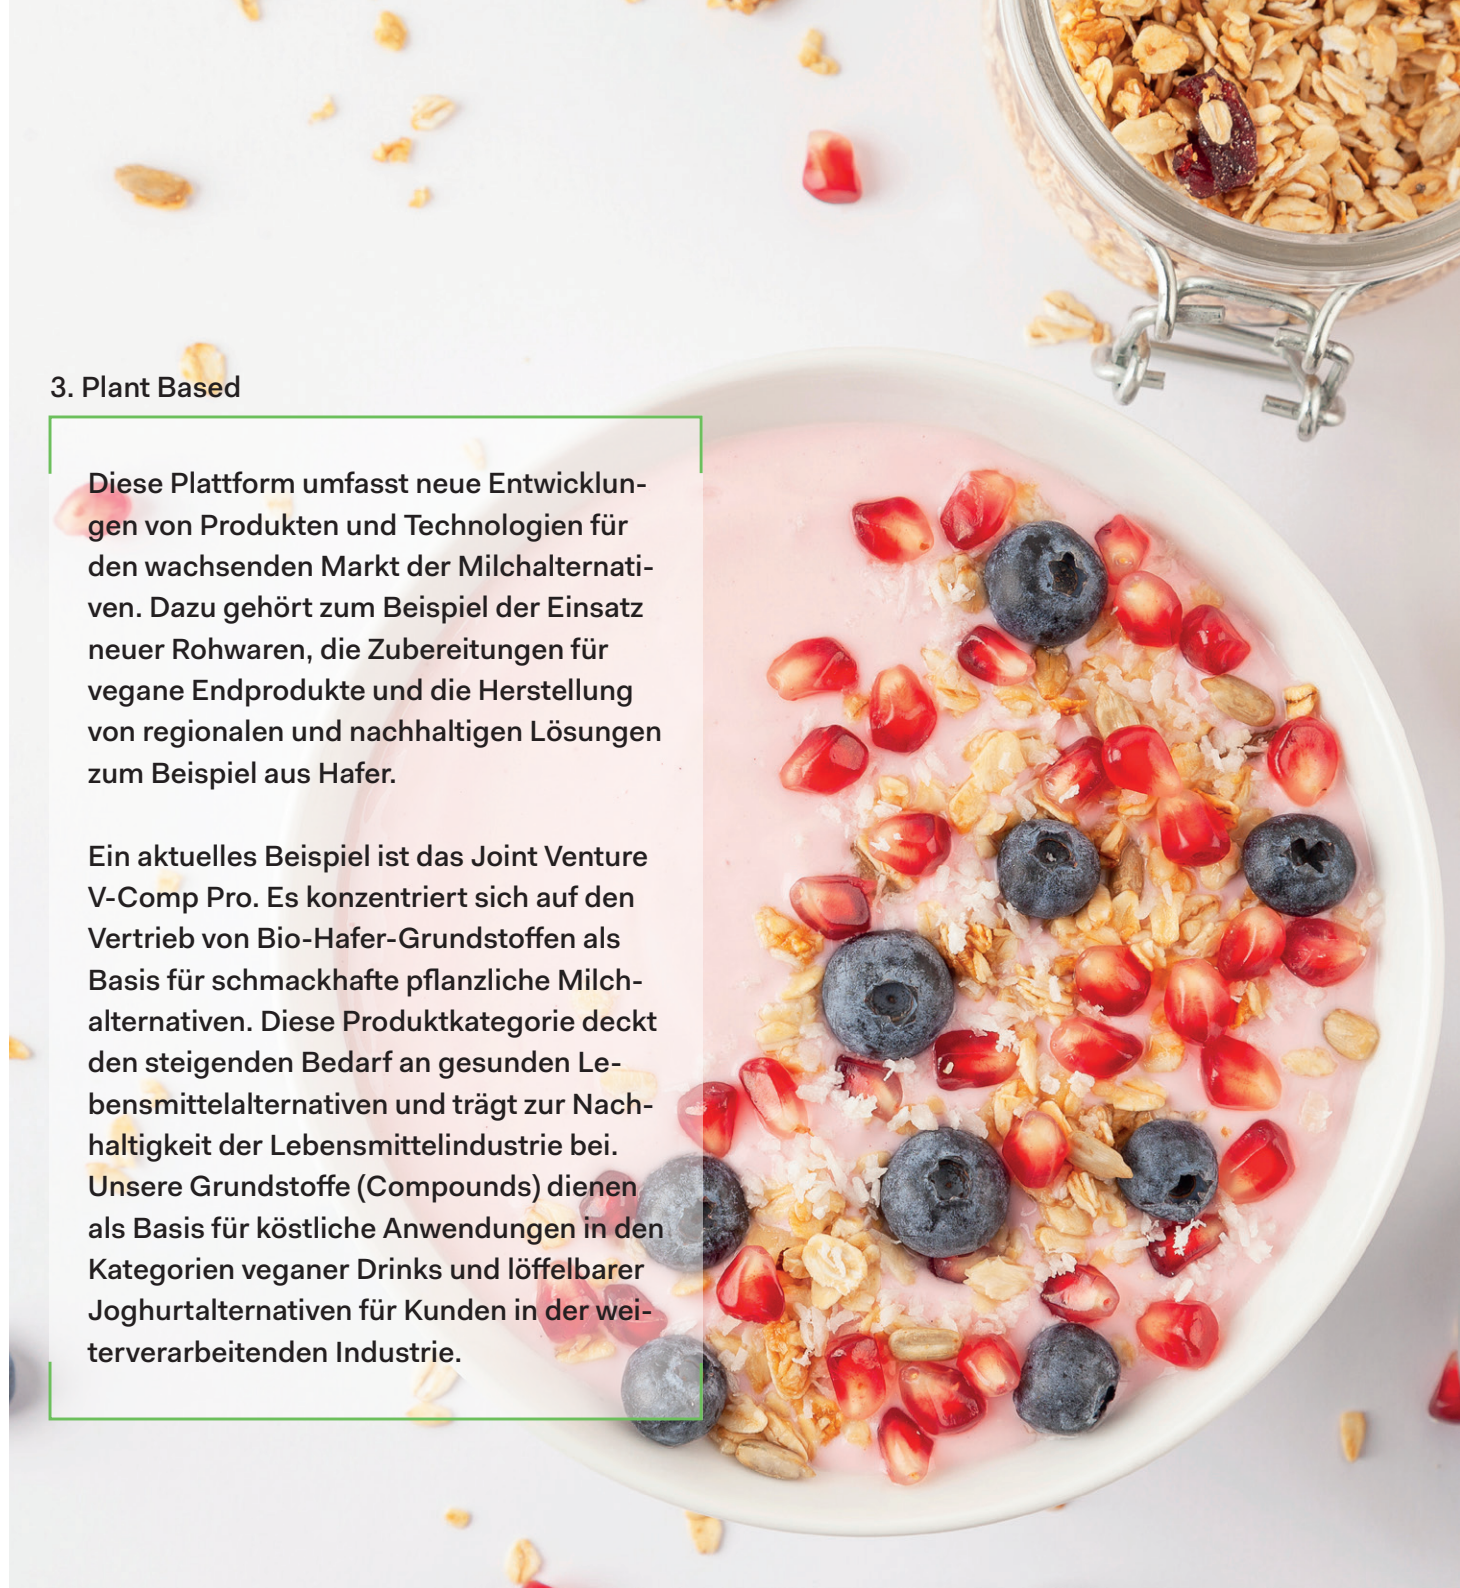 3. Plant Based
Diese Plattform umfasst neue Entwicklun-
gen von Produkten und Technologien für
den wachsenden Markt der Milchalternati-
ven. Dazu gehört zum Beispiel der Einsatz
neuer Rohwaren, die Zubereitungen für
vegane Endprodukte und die Herstellung
von regionalen und nachhaltigen Lösungen
zum Beispiel aus Hafer.
Ein aktuelles Beispiel ist das Joint Venture
V-Comp Pro. Es konzentriert sich auf den
Vertrieb von Bio-Hafer-Grundstoffen als
Basis für schmackhafte pflanzliche Milch-
alternativen. Diese Produktkategorie deckt
den steigenden Bedarf an gesunden Le-
bensmittelalternativen und trägt zur Nach-
haltigkeit der Lebensmittelindustrie bei.
Unsere Grundstoffe (Compounds) dienen
als Basis für köstliche Anwendungen in den
Kategorien veganer Drinks und löffelbarer
Joghurtalternativen für Kunden in der wei-
terverarbeitenden Industrie.